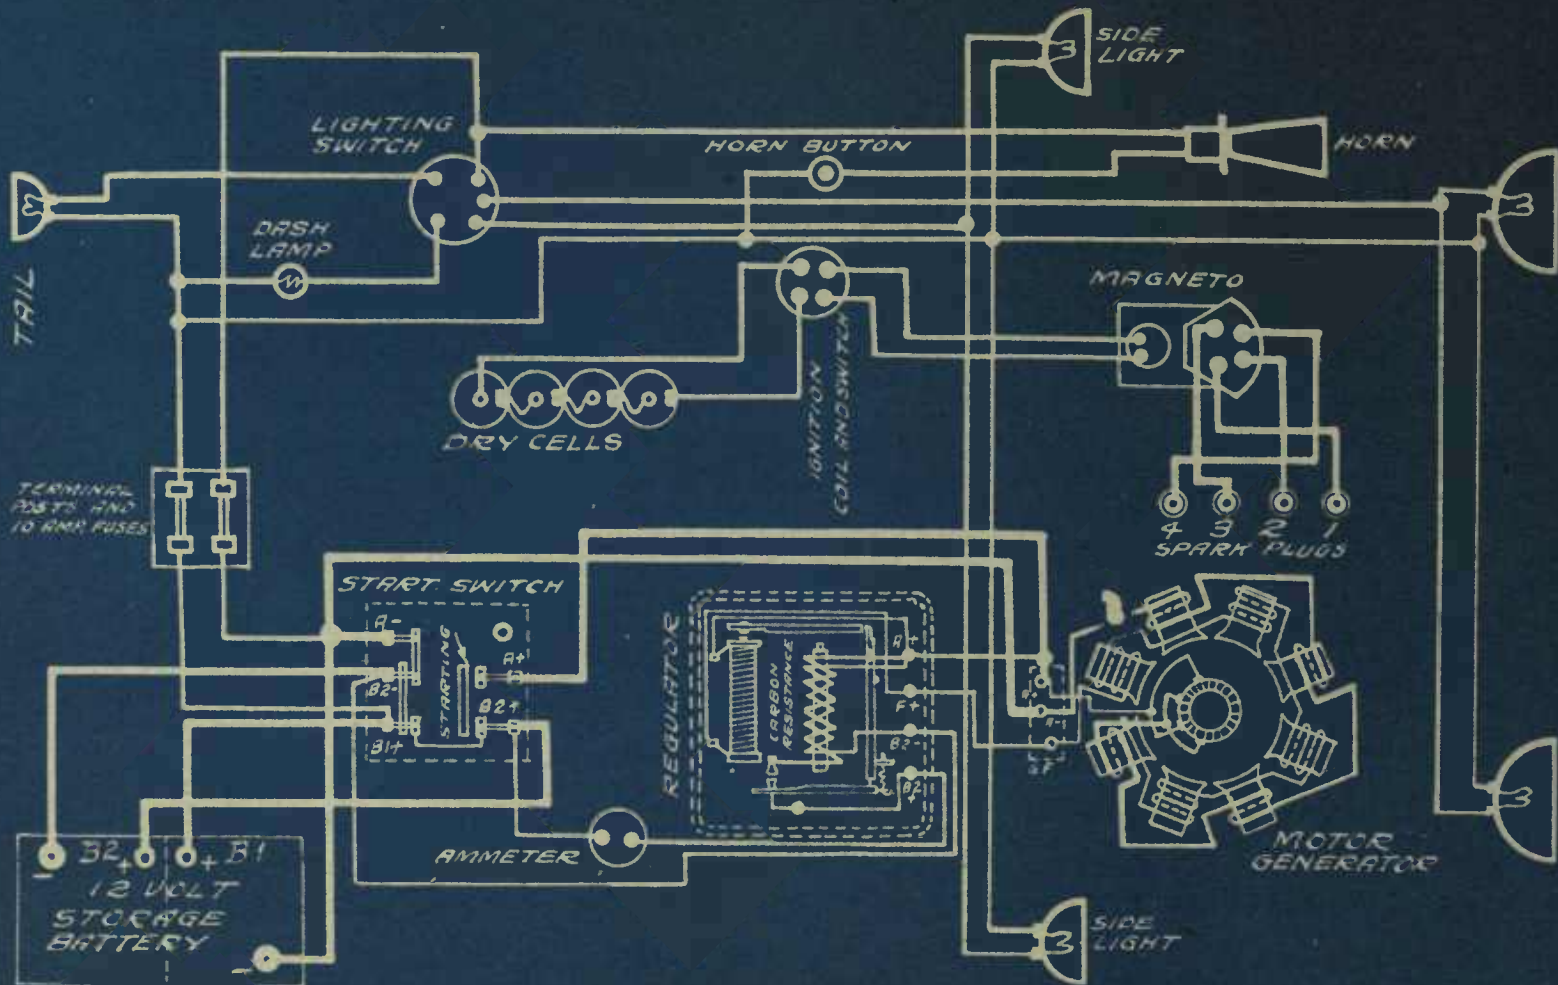 SIDE
LIGHT
LIGHTING
SWITCH
HORN BUTTON
HORN
DASH
LAMP
TAIL
MAGNETO
IGNITION
COIL AND SWITCH
DRY CELLS
TERMINAL
POSTS AND
10 AMP. FUSES
4 3 2 1
SPARK PLUGS
START. SWITCH
A-
A+
B2-
STARTING
B2+
B1+
REGULATOR
CARBON
RESISTANCE
A+
F+
B2-
B2
+
MOTOR
GENERATOR
AMMETER
- B2 + + B1
12 VOLT
STORAGE
BATTERY
-
SIDE
LIGHT